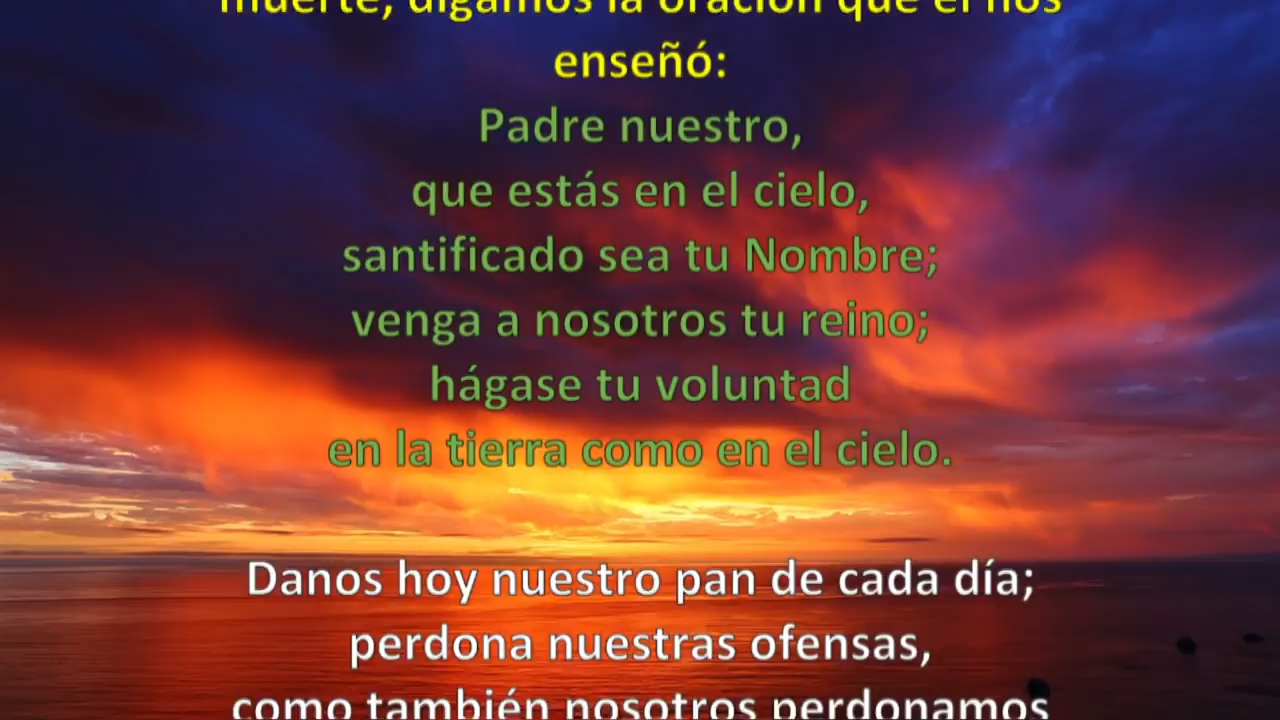 muerte, digamos la oración que él nos
enseñó:
Padre nuestro,
que estás en el cielo,
santificado sea tu Nombre;
venga a nosotros tu reino;
hágase tu voluntad
en la tierra como en el cielo.
Danos hoy nuestro pan de cada día;
perdona nuestras ofensas,
como también nosotros perdonamos